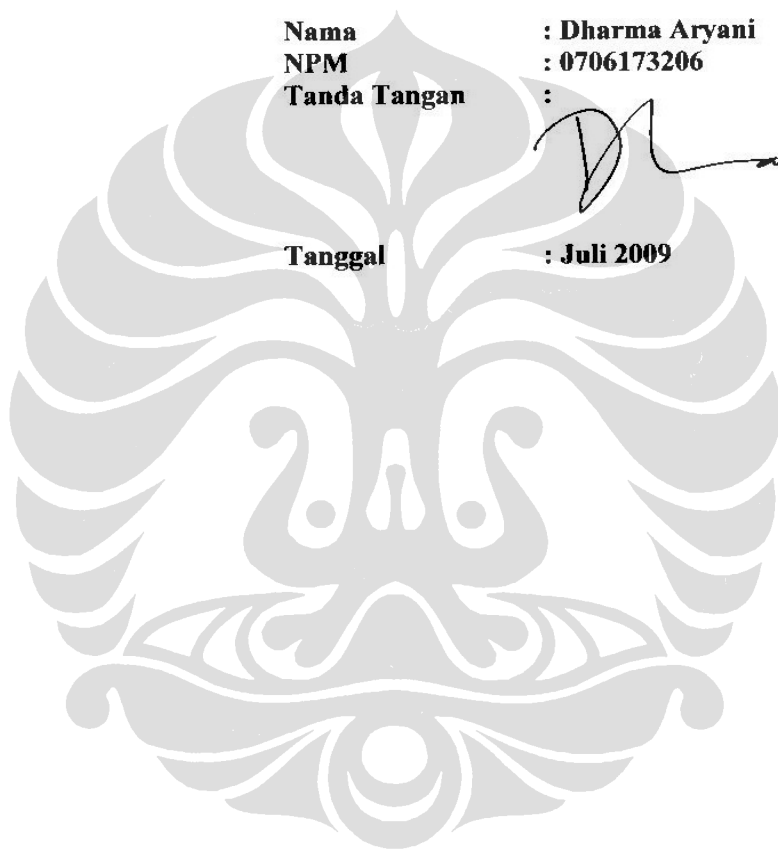 Nama : Dharma Aryani
NPM : 0706173206
Tanda Tangan :
Tanggal : Juli 2009